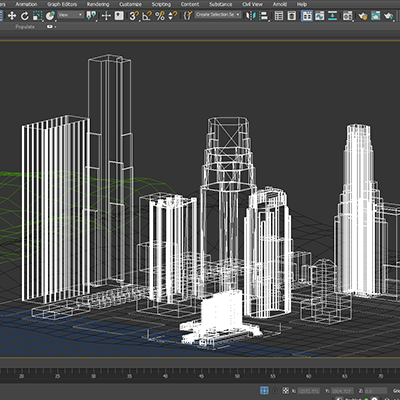 Animation Graph Editors Rendering Customize Scripting Content Substance Civil View Arnold Help
View Create Selection Se
Populate
20 25 30 35 40 45 50 55 60 65 70
X: Y: Z: